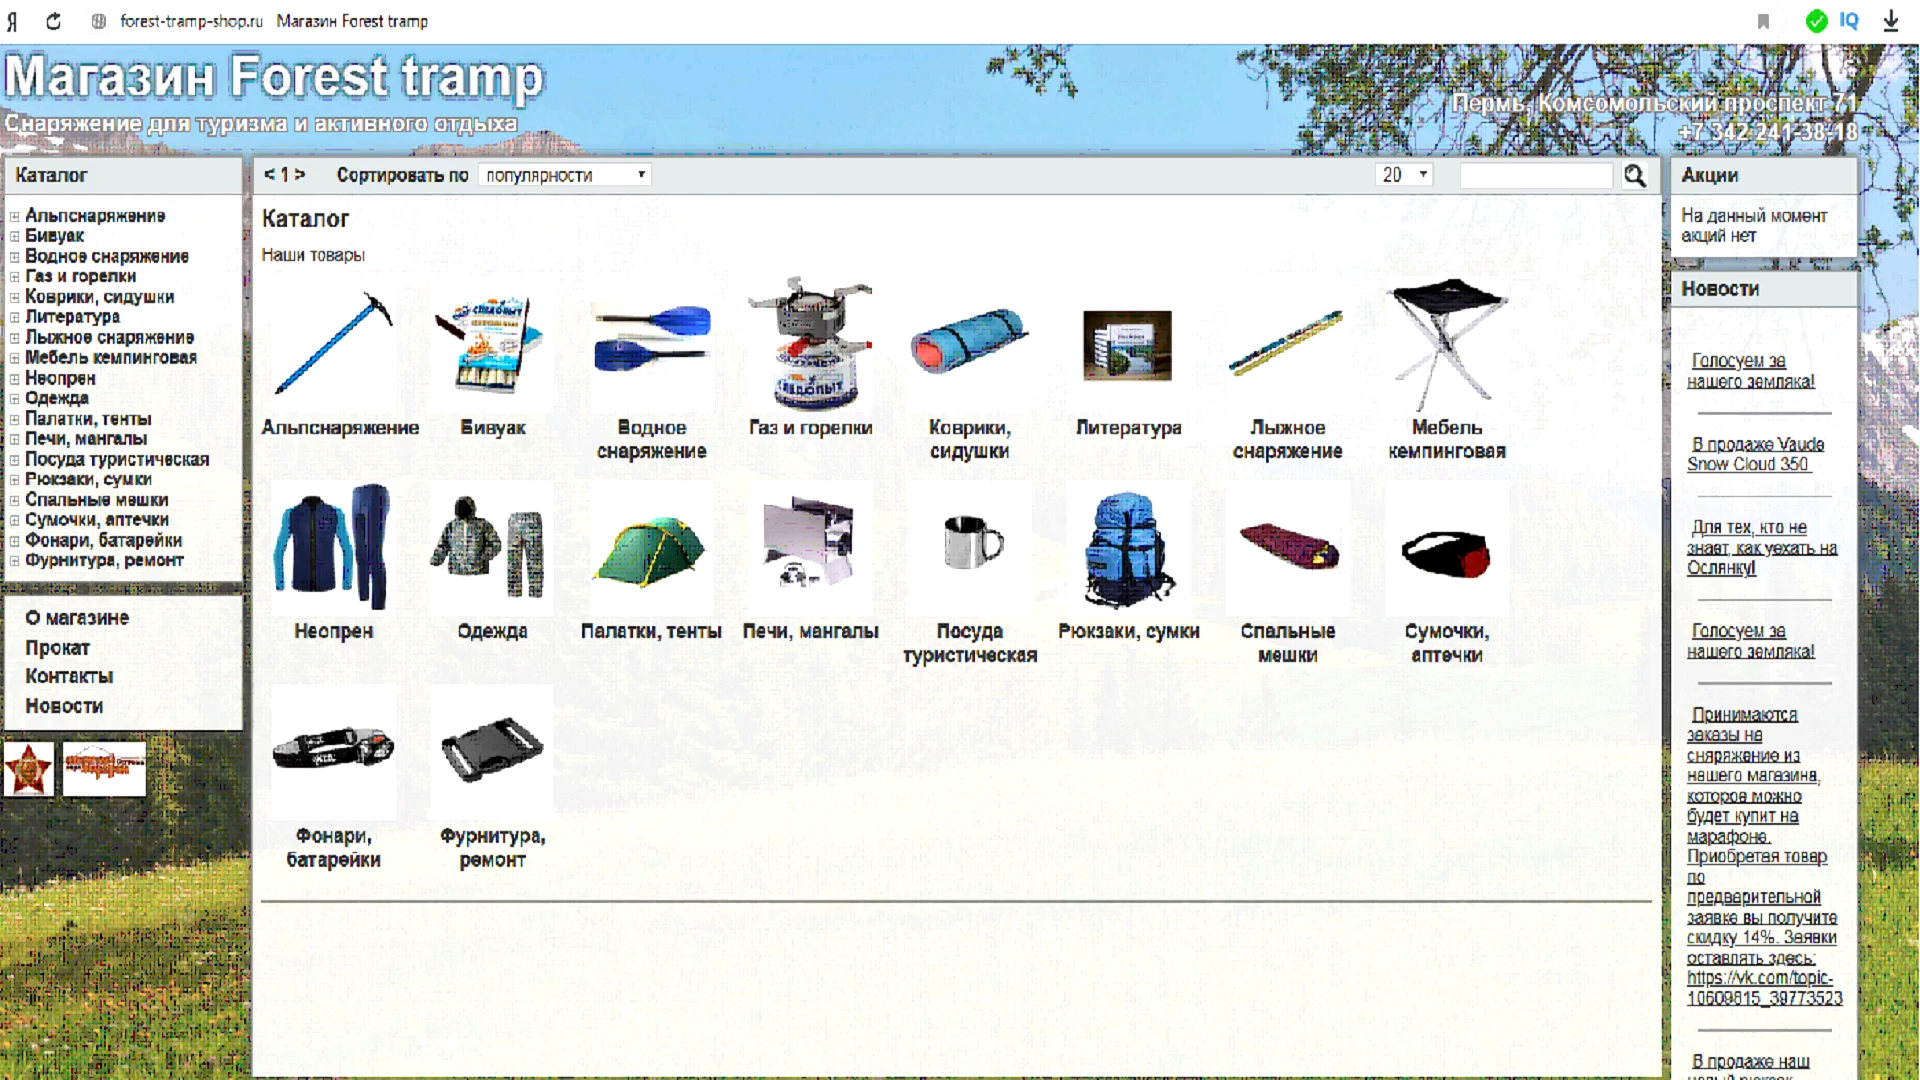 forest-tramp-shop.ru Магазин Forest tramp
IQ
Магазин Forest tramp
Снаряжение для туризма и активного отдыха
Пермь, Комсомольский проспект 71
+7 342 241-38-18
Каталог
Альпснаряжение
Бивуак
Водное снаряжение
Газ и горелки
Коврики, сидушки
Литература
Лыжное снаряжение
Мебель кемпинговая
Неопрен
Одежда
Палатки, тенты
Печи, мангалы
Посуда туристическая
Рюкзаки, сумки
Спальные мешки
Сумочки, аптечки
Фонари, батарейки
Фурнитура, ремонт
О магазине
Прокат
Контакты
Новости
< 1 > Сортировать по популярности 20
Каталог
Наши товары
СЛЕДОПЫТ
СЛЕДОПЫТ
Альпснаряжение Бивуак Водное Газ и горелки Коврики, Литература Лыжное Мебель
снаряжение сидушки снаряжение кемпинговая
Неопрен Одежда Палатки, тенты Печи, мангалы Посуда Рюкзаки, сумки Спальные Сумочки,
туристическая мешки аптечки
Фонари, Фурнитура,
батарейки ремонт
Акции
На данный момент
акций нет
Новости
Голосуем за
нашего земляка!
В продаже Vaude
Snow Cloud 350
Для тех, кто не
знает, как уехать на
Ослянку!
Голосуем за
нашего земляка!
Принимаются
заказы на
снряжение из
нашего магазина,
которое можно
будет купит на
марафоне.
Приобретая товар
по
предварительной
заявке вы получите
скидку 14%. Заявки
оставлять здесь:
https://vk.com/topic-
10609815_39773523
В продаже наш